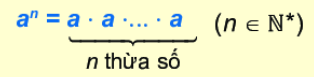 aⁿ = a · a ·... · a (n ∈ ℕ*)
n thừa số